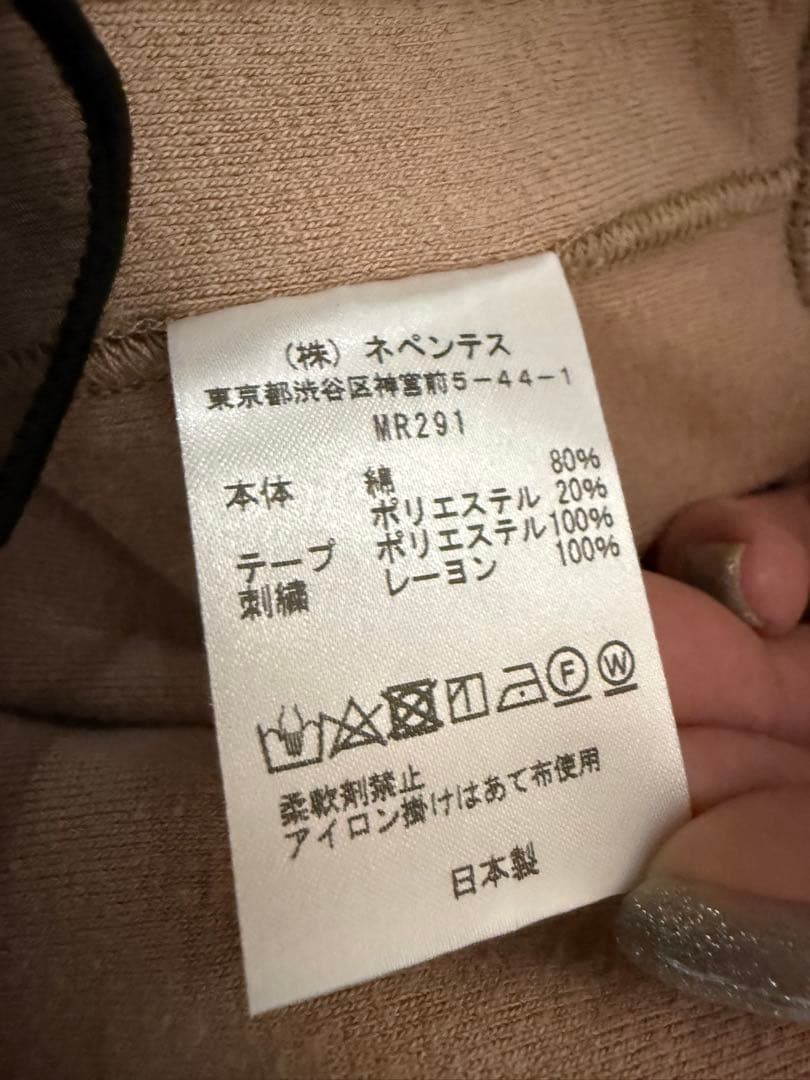 (株) ネペンテス
東京都渋谷区神宮前5-44-1
MR291
本体 綿 80%
ポリエステル 20%
テープ ポリエステル 100%
刺繍 レーヨン 100%
F W
柔軟剤禁止
アイロン掛けはあて布使用
日本製